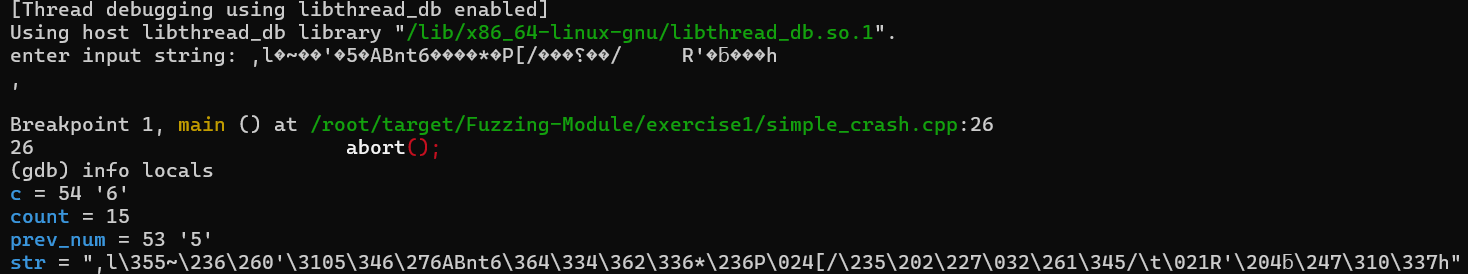 [Thread debugging using libthread_db enabled]
Using host libthread_db library "/lib/x86_64-linux-gnu/libthread_db.so.1".
enter input string: ,l�~��'�5�ABnt6����*�P[/���⸮��/     R'�ҕ���h
,
Breakpoint 1, main () at /root/target/Fuzzing-Module/exercise1/simple_crash.cpp:26
26                          abort();
(gdb) info locals
c = 54 '6'
count = 15
prev_num = 53 '5'
str = ",l\355~\236\260'\3105\346\276ABnt6\364\334\362\336*\236P\024[/\235\202\227\032\261\345/\t\021R'\204ҕ\247\310\337h"